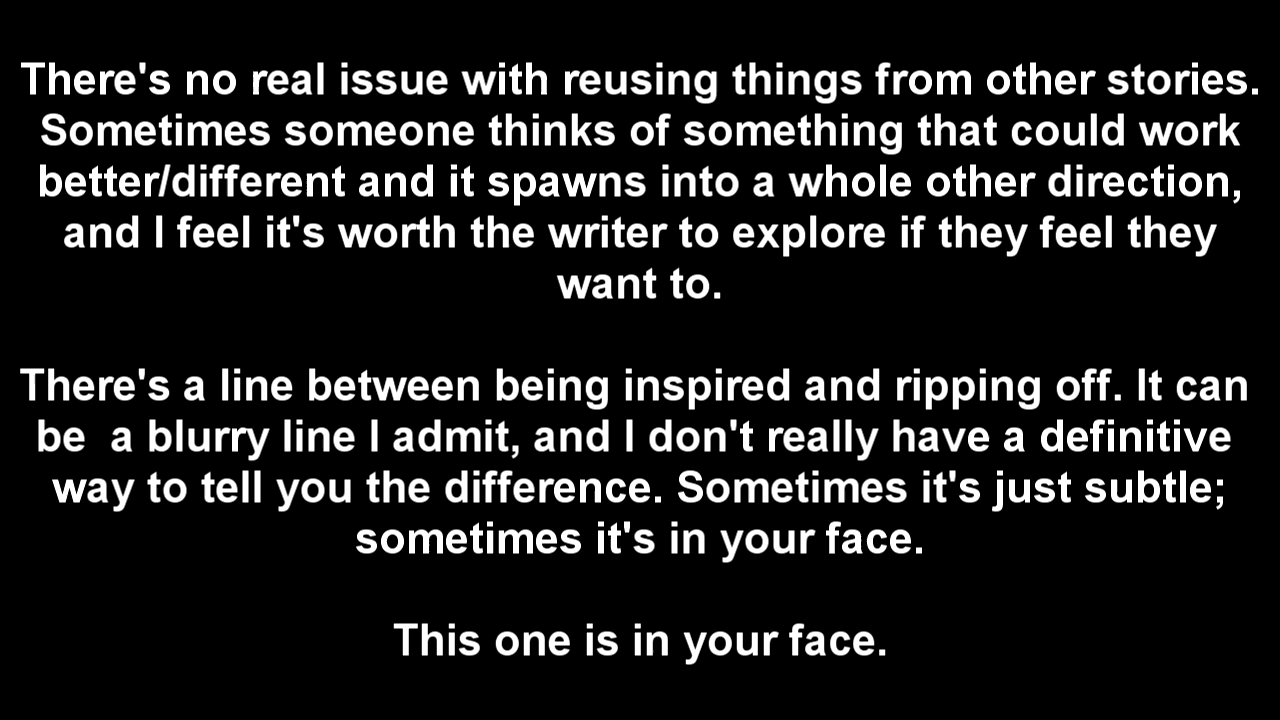 There's no real issue with reusing things from other stories.
Sometimes someone thinks of something that could work
better/different and it spawns into a whole other direction,
and I feel it's worth the writer to explore if they feel they
want to.
There's a line between being inspired and ripping off. It can
be  a blurry line I admit, and I don't really have a definitive
way to tell you the difference. Sometimes it's just subtle;
sometimes it's in your face.
This one is in your face.